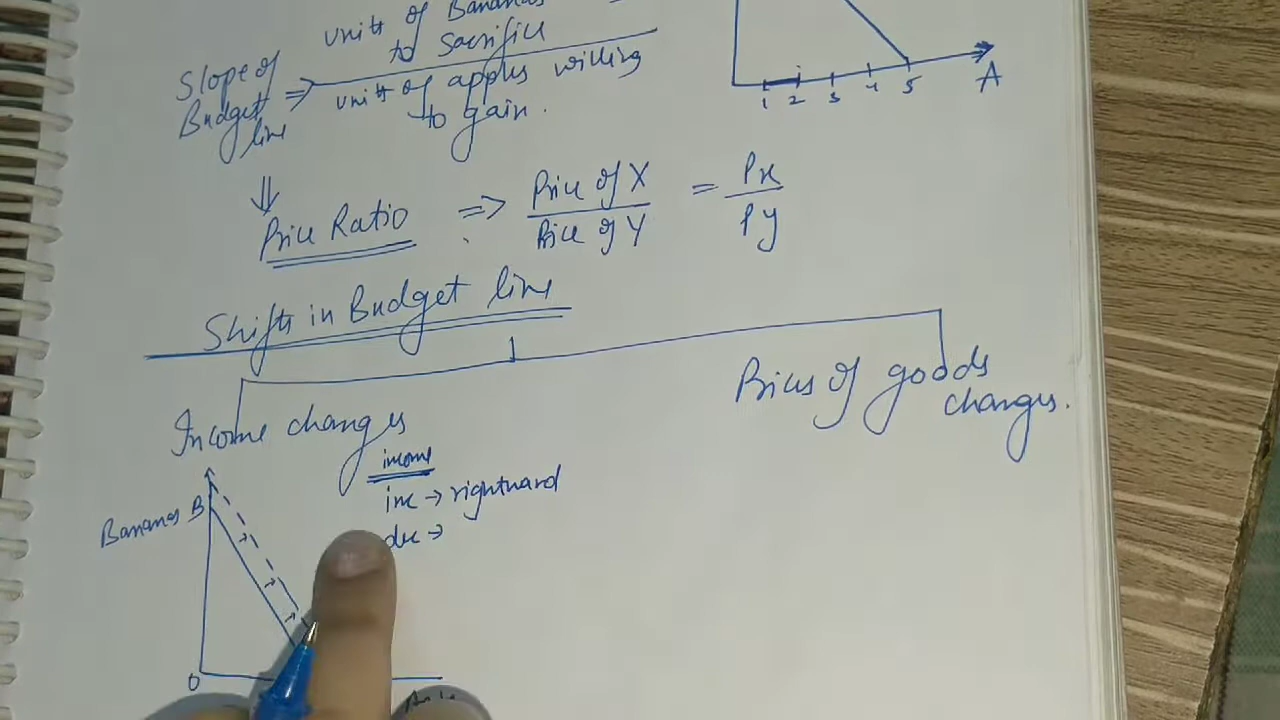 units of Bananas
to Sacrifice
Slope of
Budget
line
=>
units of apples willing
to gain.
1 2 3 4 5
A
⇓
Price Ratio => Price of X / Price of Y = Px / Py
Shifts in Budget line
Income changes
Prices of goods
changes.
income
inc → rightward
dec →
Bananas B
0